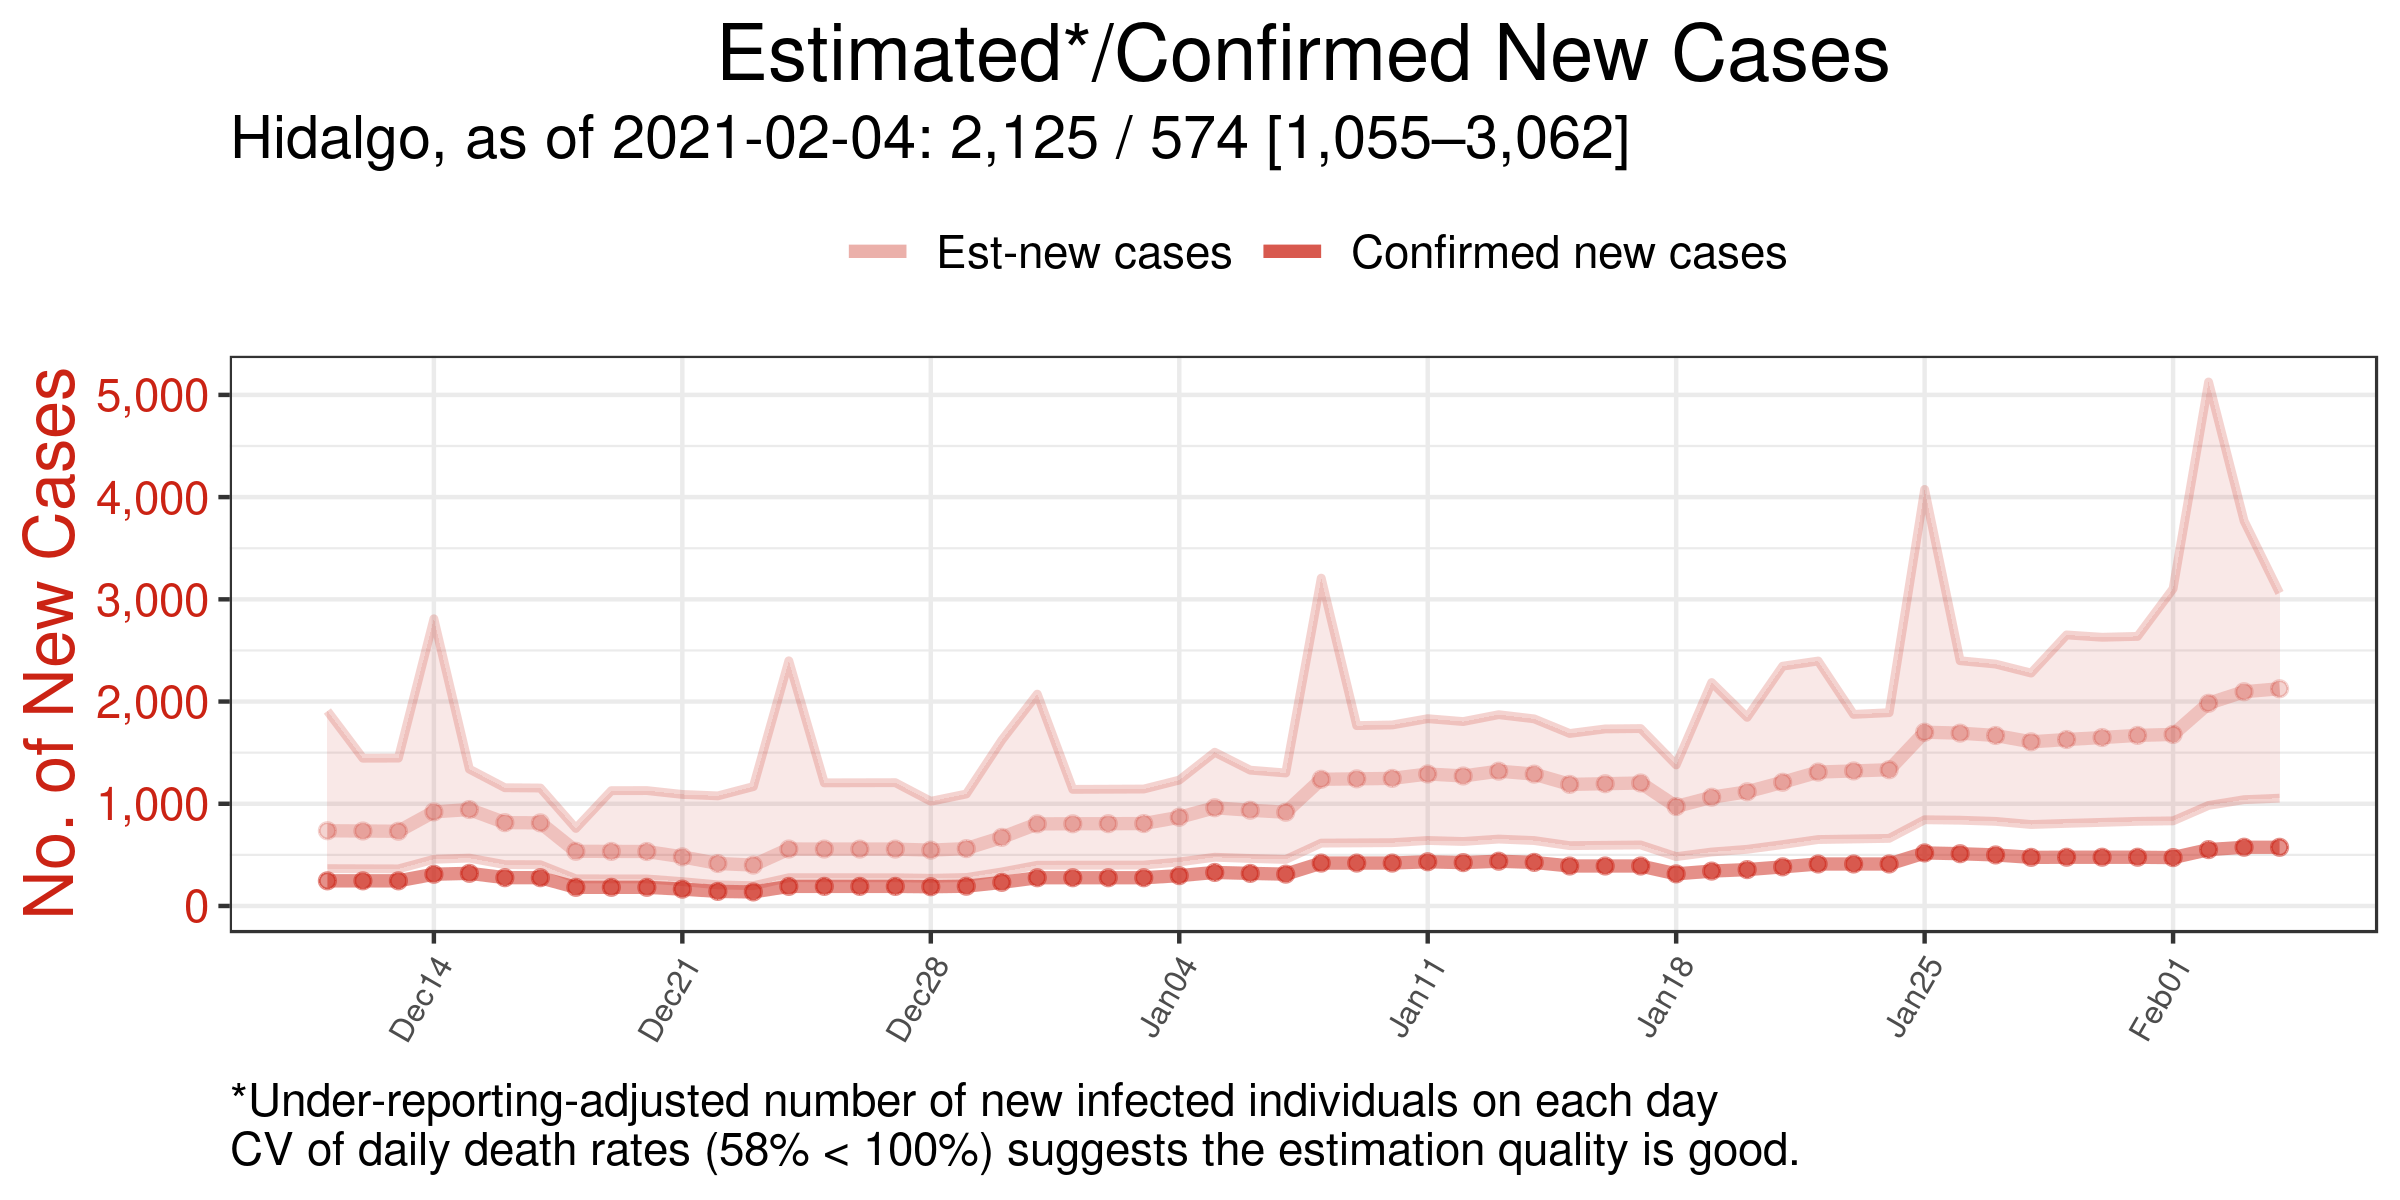 Estimated*/Confirmed New Cases
Hidalgo, as of 2021-02-04: 2,125 / 574 [1,055–3,062]
Est-new cases Confirmed new cases
No. of New Cases
5,000
4,000
3,000
2,000
1,000
0
Dec14 Dec21 Dec28 Jan04 Jan11 Jan18 Jan25 Feb01
*Under-reporting-adjusted number of new infected individuals on each day
CV of daily death rates (58% < 100%) suggests the estimation quality is good.